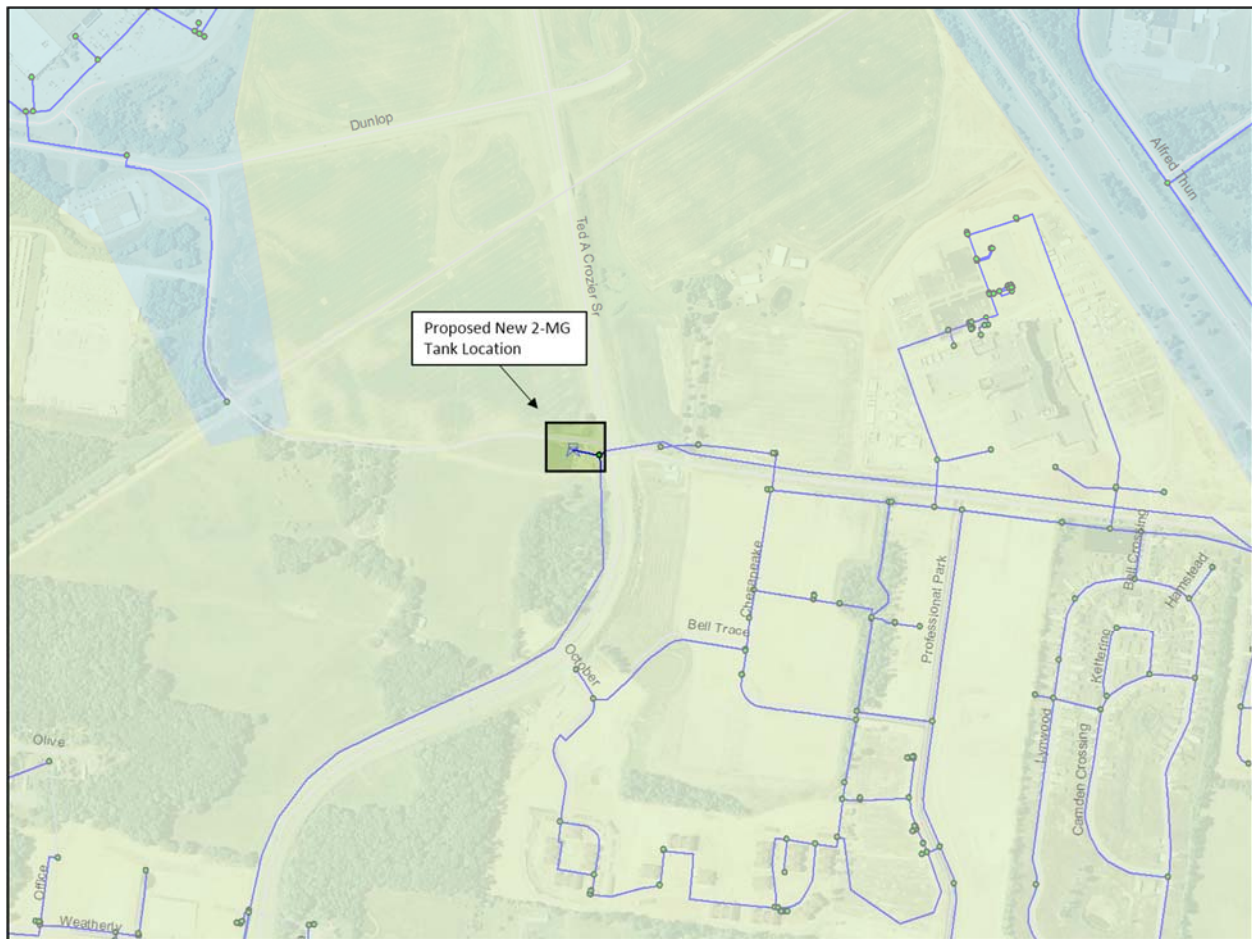 Dunlop
Alfred Thun
Ted A Crozier Sr
Proposed New 2-MG
Tank Location
Bell Crossing
Hamstead
Chesapeake
Professional Park
Bell Trace
October
Kettering
Lynwood
Camden Crossing
Olive
Office
Weatherly